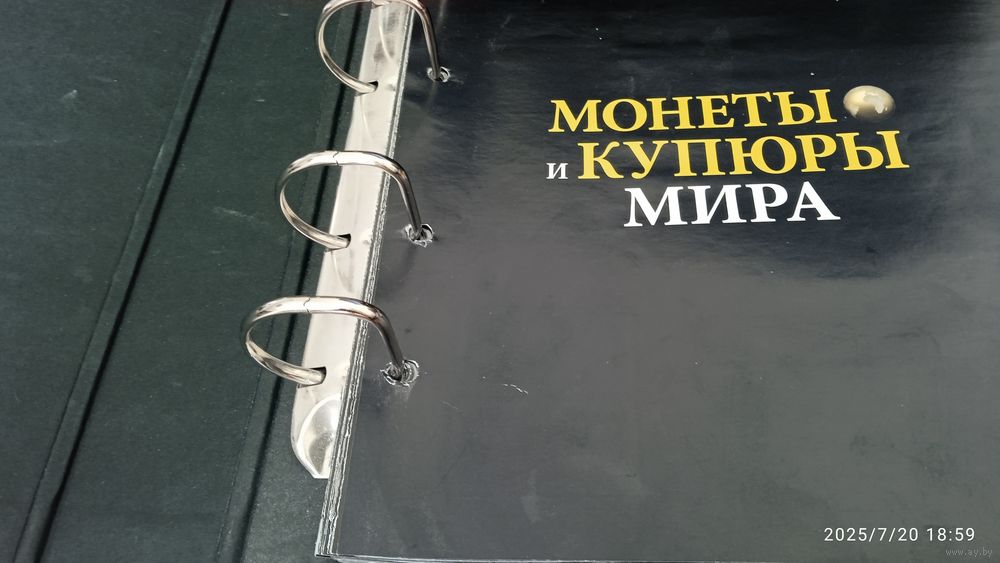 МОНЕТЫ
и КУПЮРЫ
МИРА
2025/7/20 18:59
www.ay.by